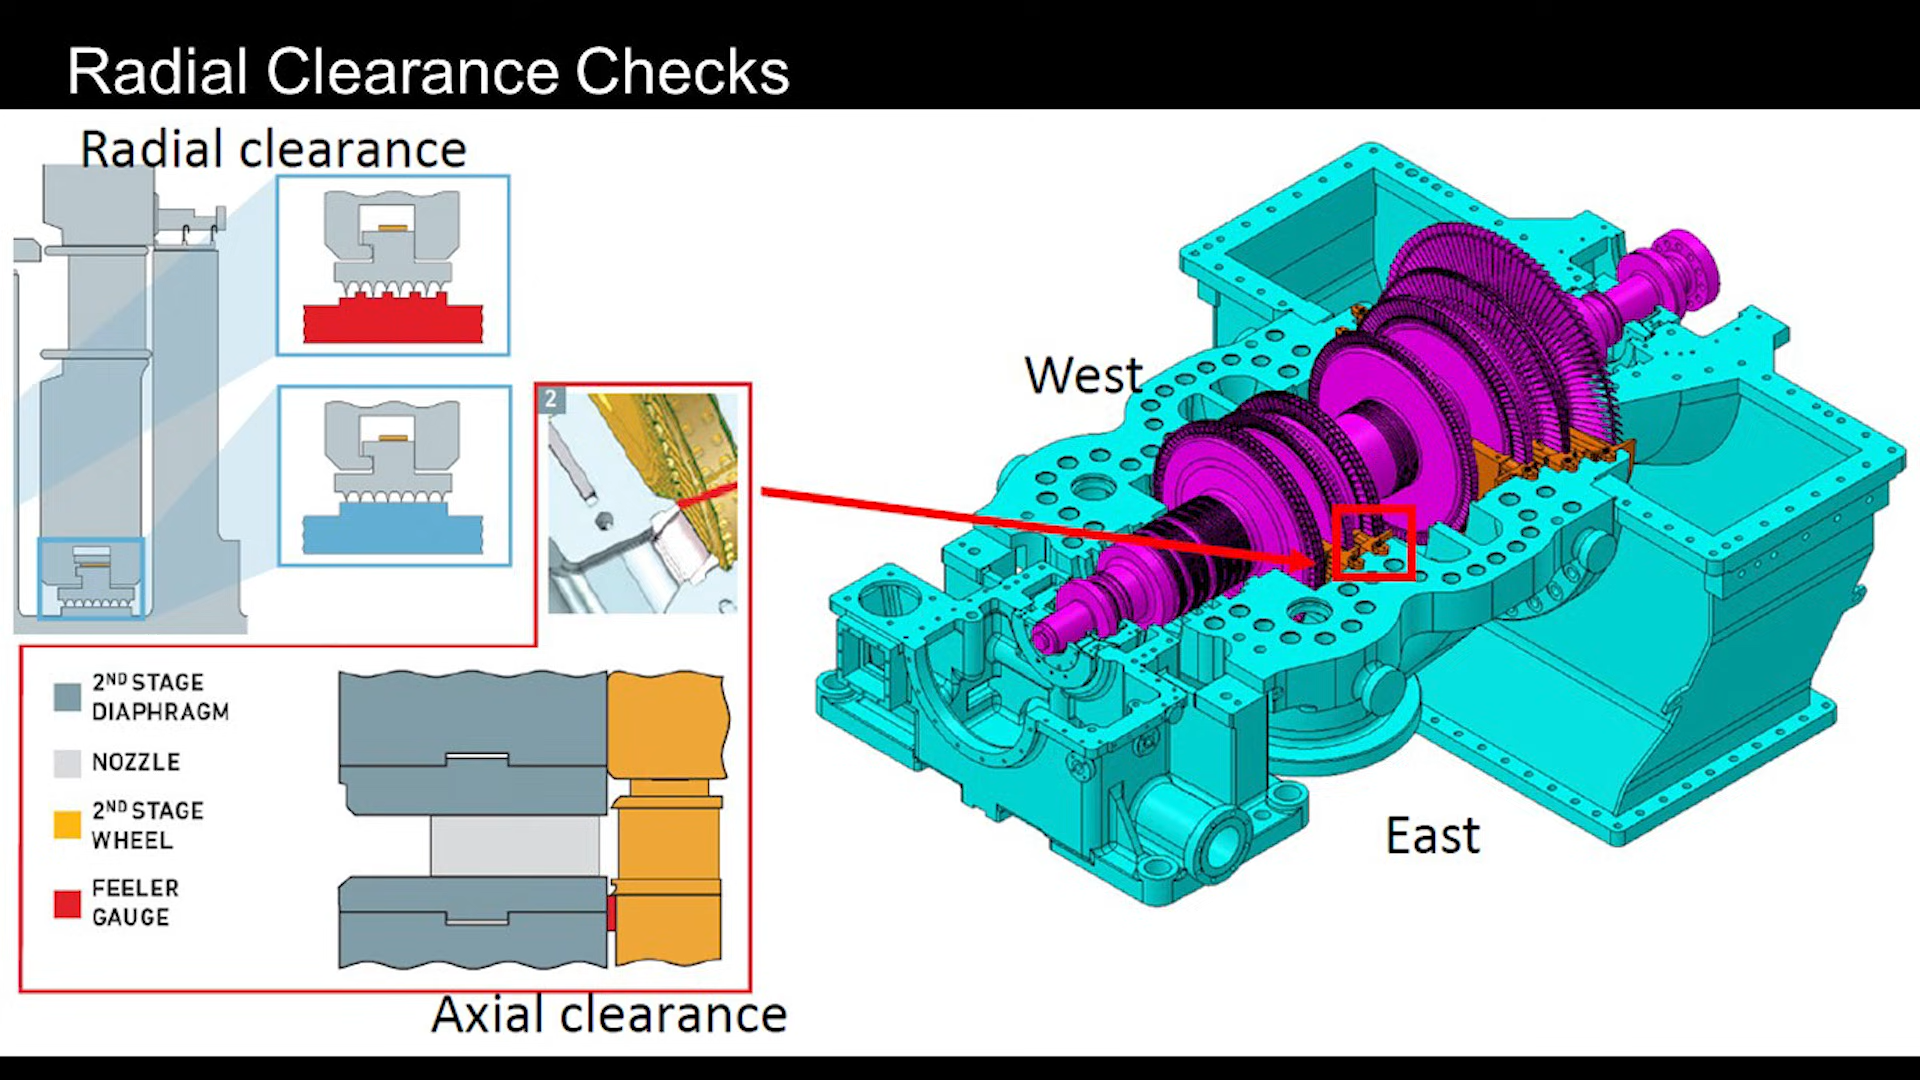 Radial Clearance Checks
Radial clearance
West
2
2ND STAGE
DIAPHRAGM
NOZZLE
2ND STAGE
WHEEL
FEELER
GAUGE
East
Axial clearance